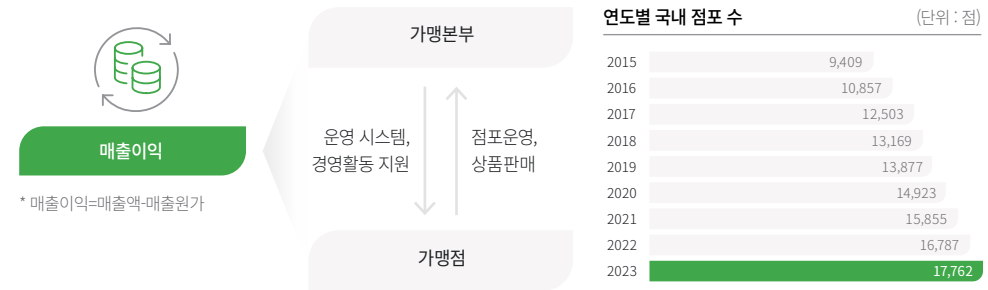 매출이익
* 매출이익=매출액-매출원가
가맹본부
운영 시스템,
경영활동 지원
점포운영,
상품판매
가맹점
연도별 국내 점포 수 (단위 : 점)
2015 9,409
2016 10,857
2017 12,503
2018 13,169
2019 13,877
2020 14,923
2021 15,855
2022 16,787
2023 17,762